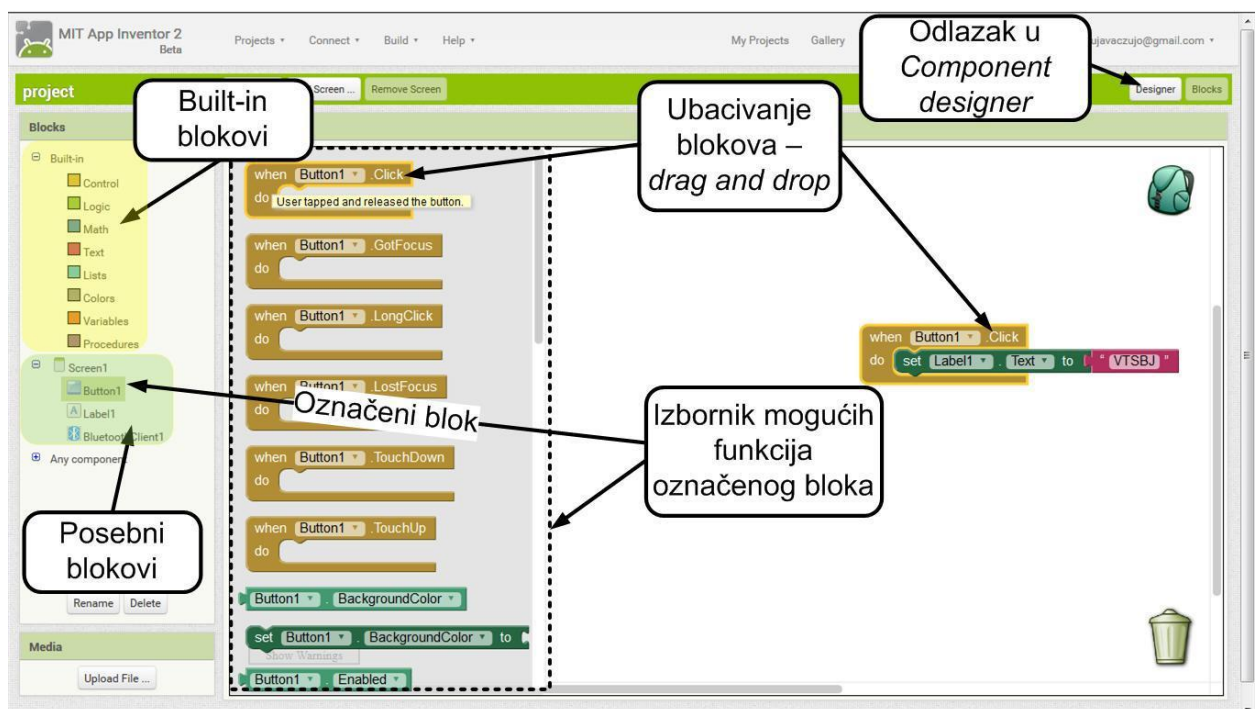 MIT App Inventor 2
Beta
Projects
Connect
Build
Help
My Projects
Gallery
ujavaczujo@gmail.com
Odlazak u
Component
designer
project
Screen ...
Remove Screen
Designer
Blocks
Built-in
blokovi
Ubacivanje
blokova –
drag and drop
Blocks
Built-in
Control
Logic
Math
Text
Lists
Colors
Variables
Procedures
Screen1
Button1
Label1
BluetoothClient1
Any component
Posebni
blokovi
Rename
Delete
Media
Upload File ...
when Button1 .Click
do
User tapped and released the button.
when Button1 .GotFocus
do
when Button1 .LongClick
do
when Button1 .LostFocus
do
Označeni blok
when Button1 .TouchDown
do
when Button1 .TouchUp
do
Button1 . BackgroundColor
set Button1 . BackgroundColor to
Show Warnings
Button1 . Enabled
when Button1 .Click
do set Label1 . Text to " VTSBJ "
Izbornik mogućih
funkcija
označenog bloka